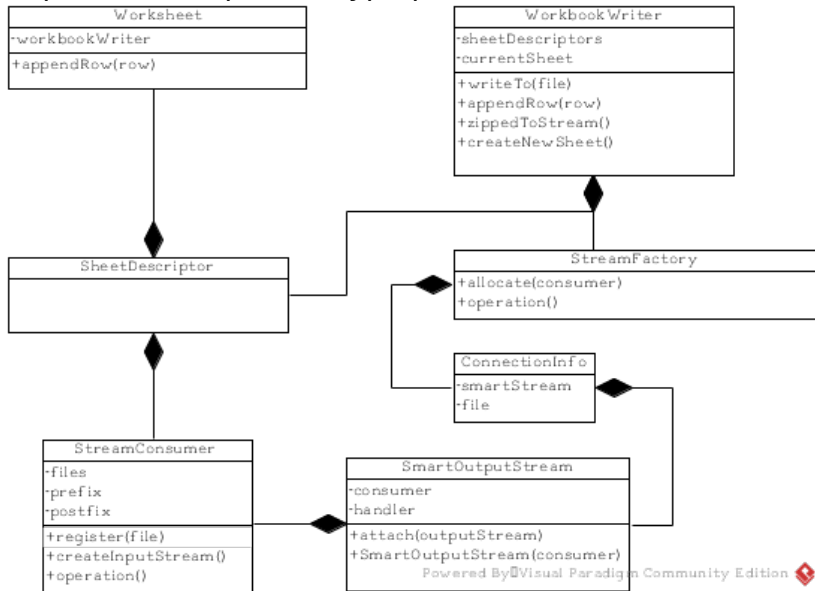 Worksheet
-workbookWriter
+appendRow(row)
WorkbookWriter
-sheetDescriptors
-currentSheet
+writeTo(file)
+appendRow(row)
+zippedToStream()
+createNewSheet()
SheetDescriptor
StreamFactory
+allocate(consumer)
+operation()
ConnectionInfo
-smartStream
-file
StreamConsumer
-files
-prefix
-postfix
+register(file)
+createInputStream()
+operation()
SmartOutputStream
-consumer
-handler
+attach(outputStream)
+SmartOutputStream(consumer)
Powered By Visual Paradigm Community Edition